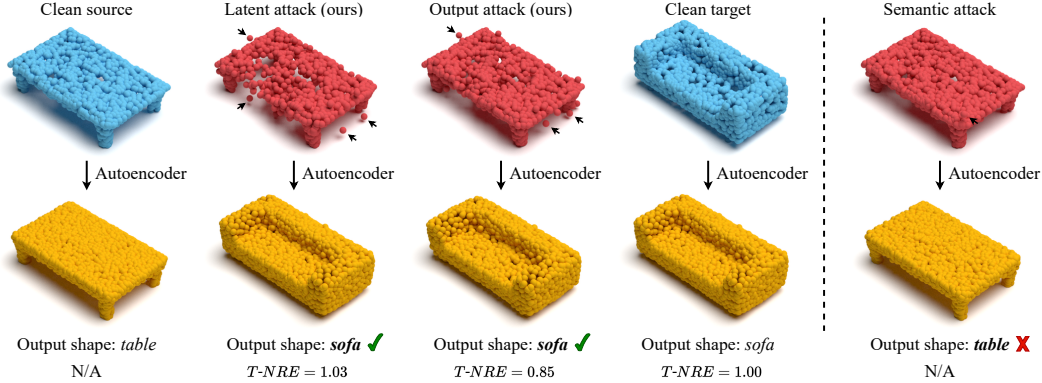 Clean source
Latent attack (ours)
Output attack (ours)
Clean target
Semantic attack
Autoencoder
Autoencoder
Autoencoder
Autoencoder
Autoencoder
Output shape: table
Output shape: sofa ✓
Output shape: sofa ✓
Output shape: sofa
Output shape: table X
N/A
T-NRE = 1.03
T-NRE = 0.85
T-NRE = 1.00
N/A